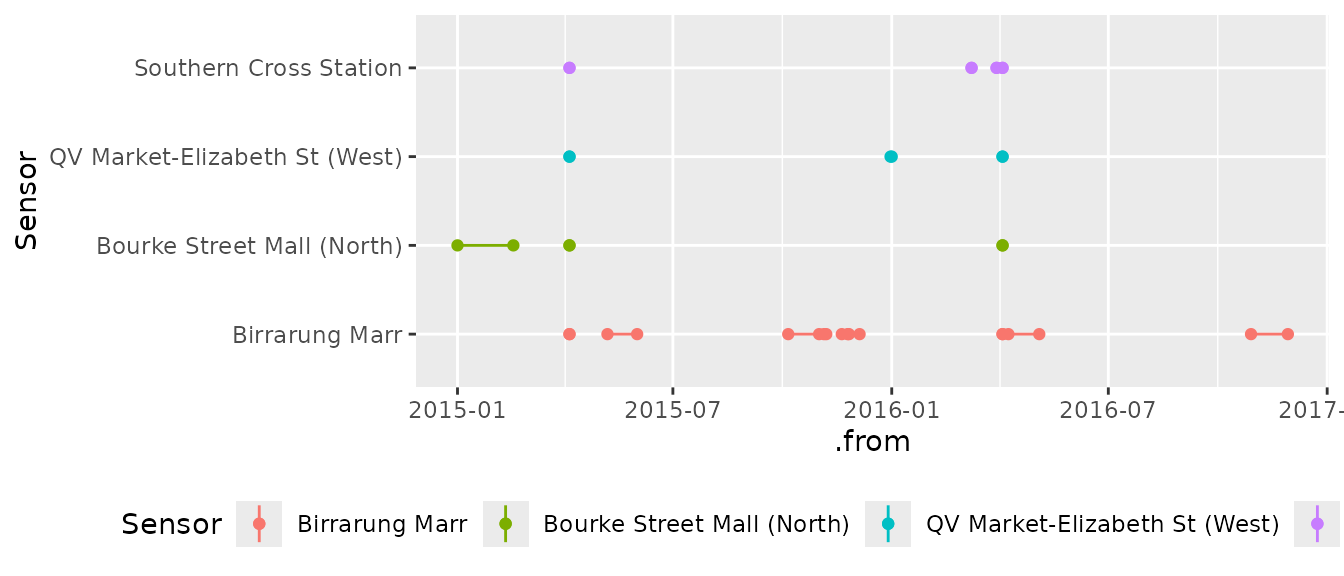 Sensor
Southern Cross Station
QV Market-Elizabeth St (West)
Bourke Street Mall (North)
Birrarung Marr
2015-01 2015-07 2016-01 2016-07 2017-
.from
Sensor Birrarung Marr Bourke Street Mall (North) QV Market-Elizabeth St (West)